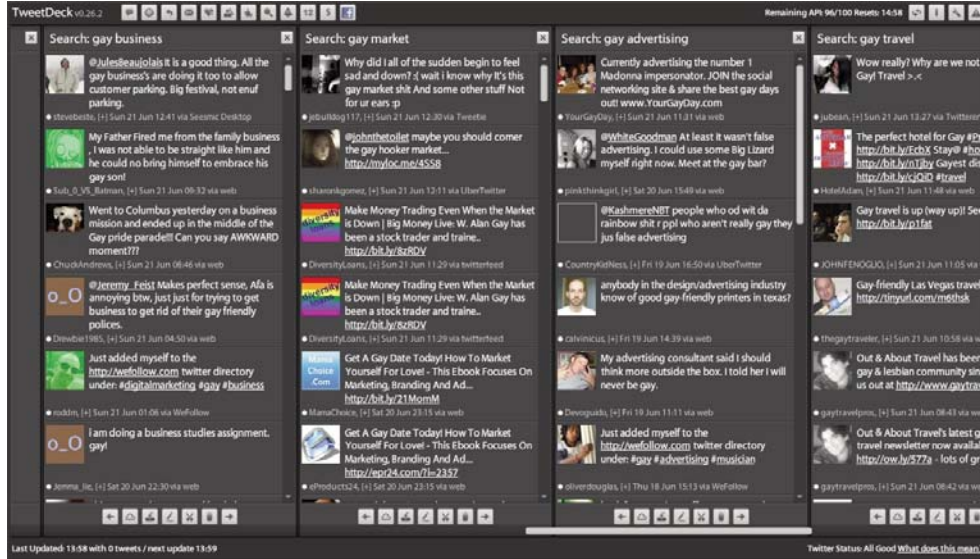 TweetDeck v0.26.2
12 S
Remaining API: 96/100 Resets: 14:58
Search: gay business
@JulesBeaujolais it is a good thing. All the
gay business's are doing it too to allow
customer parking. Big festival, not enuf
parking.
stevebeste, [+] Sun 21 Jun 12:41 via Seesmic Desktop
My Father Fired me from the family business
, I was not able to be straight like him and
he could no bring himself to embrace his
gay son!
Sub_0_VS_Batman, [+] Sun 21 Jun 09:32 via web
Went to Columbus yesterday on a business
mission and ended up in the middle of the
Gay pride parade!!! Can you say AWKWARD
moment???
ChuckAndrews, [+] Sun 21 Jun 06:46 via web
o_O
@Jeremy_Feist Makes perfect sense, Afa is
annoying btw, just just for trying to get
business to get rid of their gay friendly
polices.
Drewbie1985, [+] Sun 21 Jun 04:50 via web
Just added myself to the
http://wefollow.com twitter directory
under: #digitalmarketing #gay #business
roddm, [+] Sun 21 Jun 01:06 via WeFollow
o_O
i am doing a business studies assignment.
gay!
Jemma_lie, [+] Sat 20 Jun 22:30 via web
Search: gay market
Why did I all of the sudden begin to feel
sad and down? :( wait i know why It's this
gay market shit And some other stuff Not
for ur ears :p
jebulldog117, [+] Sun 21 Jun 12:30 via Tweetie
@johnthetoilet maybe you should corner
the gay hooker market...
http://myloc.me/4SS8
sharonkgomez, [+] Sun 21 Jun 12:11 via UberTwitter
diversity
loans
Make Money Trading Even When the Market
is Down | Big Money Live: W. Alan Gay has
been a stock trader and traine..
http://bit.ly/8zRDV
DiversityLoans, [+] Sun 21 Jun 11:29 via twitterfeed
diversity
loans
Make Money Trading Even When the Market
is Down | Big Money Live: W. Alan Gay has
been a stock trader and traine..
http://bit.ly/8zRDV
DiversityLoans, [+] Sun 21 Jun 11:29 via twitterfeed
Mama
Choice
.Com
Get A Gay Date Today! How To Market
Yourself For Love! - This Ebook Focuses On
Marketing, Branding And Ad...
http://bit.ly/21MomM
MamaChoice, [+] Sat 20 Jun 23:15 via web
Get A Gay Date Today! How To Market
Yourself For Love! - This Ebook Focuses On
Marketing, Branding And Ad...
http://epr24.com/?i=2357
eProducts24, [+] Sat 20 Jun 23:15 via web
Search: gay advertising
Currently advertising the number 1
Madonna impersonator. JOIN the social
networking site & share the best gay days
out! www.YourGayDay.com
YourGayDay, [+] Sun 21 Jun 11:31 via web
@WhiteGoodman At least it wasn't false
advertising. I could use some Big Lizard
myself right now. Meet at the gay bar?
pinkthinkgirl, [+] Sat 20 Jun 15:49 via web
@KashmereNBT people who od wit da
rainbow shit r ppl who aren't really gay they
jus false advertising
CountryKidNess, [+] Fri 19 Jun 16:50 via UberTwitter
anybody in the design/advertising industry
know of good gay-friendly printers in texas?
calvinicus, [+] Fri 19 Jun 14:39 via web
My advertising consultant said I should
think more outside the box. I told her I will
never be gay.
Devoguido, [+] Fri 19 Jun 11:11 via web
Just added myself to the
http://wefollow.com twitter directory
under: #gay #advertising #musician
oliverdouglas, [+] Thu 18 Jun 15:13 via WeFollow
Search: gay travel
Wow really? Why are we not
Gay! Travel >.<
jubean, [+] Sun 21 Jun 13:27 via Twitter
The perfect hotel for Gay #P
http://bit.ly/EcbX Stay@ #ho
http://bit.ly/nTjby Gayest di
http://bit.ly/cjQiD #travel
HotelAdam, [+] Sun 21 Jun 11:48 via web
Gay travel is up (way up)! See
http://bit.ly/p1fat
JOHNFENOGLIO, [+] Sun 21 Jun 11:05 via
Gay-friendly Las Vegas travel
http://tinyurl.com/m6thsk
thegaytraveler, [+] Sun 21 Jun 10:58 via w
Out & About Travel has been
gay & lesbian community sin
us out at http://www.gaytrav
gaytravelpros, [+] Sun 21 Jun 08:43 via we
Out & About Travel's latest g
travel newsletter now availa
http://ow.ly/577a - lots of gr
gaytravelpros, [+] Sun 21 Jun 08:42 via we
Last Updated: 13:58 with 0 tweets / next update 13:59
Twitter Status: All Good What does this mean